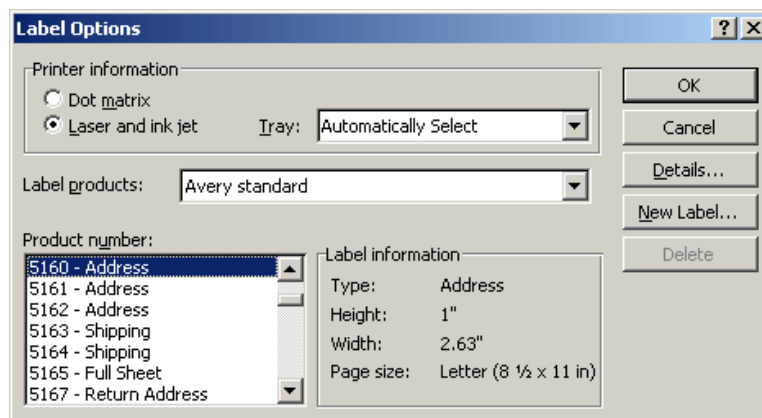 Label Options
Printer information
Dot matrix
Laser and ink jet Tray: Automatically Select
Label products: Avery standard
OK
Cancel
Details...
New Label...
Delete
Product number:
5160 - Address
5161 - Address
5162 - Address
5163 - Shipping
5164 - Shipping
5165 - Full Sheet
5167 - Return Address
Label information
Type: Address
Height: 1"
Width: 2.63"
Page size: Letter (8 ½ x 11 in)